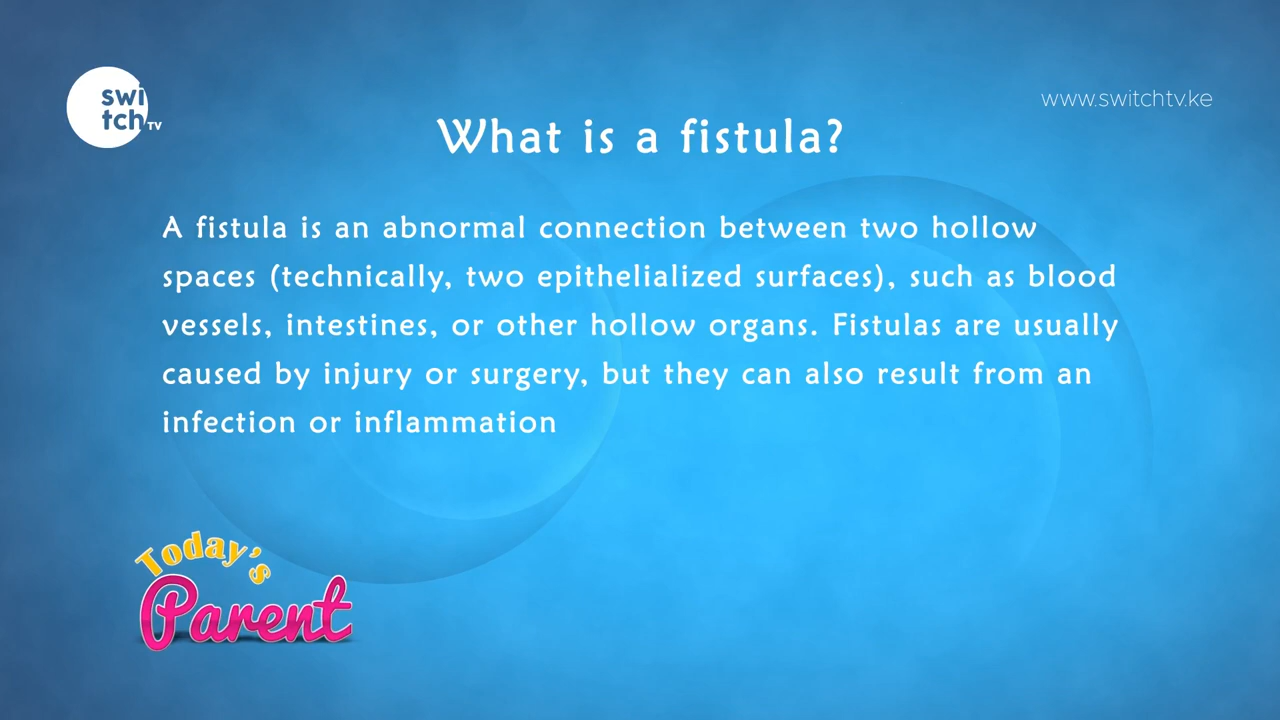 swi
tch TV
www.switchtv.ke
What is a fistula?
A fistula is an abnormal connection between two hollow
spaces (technically, two epithelialized surfaces), such as blood
vessels, intestines, or other hollow organs. Fistulas are usually
caused by injury or surgery, but they can also result from an
infection or inflammation
Today's
Parent